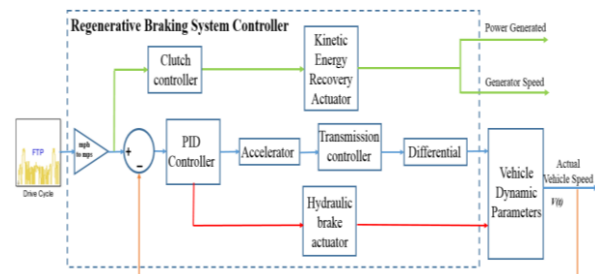 Regenerative Braking System Controller
Power Generated
Clutch
controller
Kinetic
Energy
Recovery
Actuator
Generator Speed
FTP
Drive Cycle
mph
to mps
+
−
PID
Controller
Accelerator
Transmission
controller
Differential
Vehicle
Dynamic
Parameters
Actual
Vehicle Speed
Hydraulic
brake
actuator